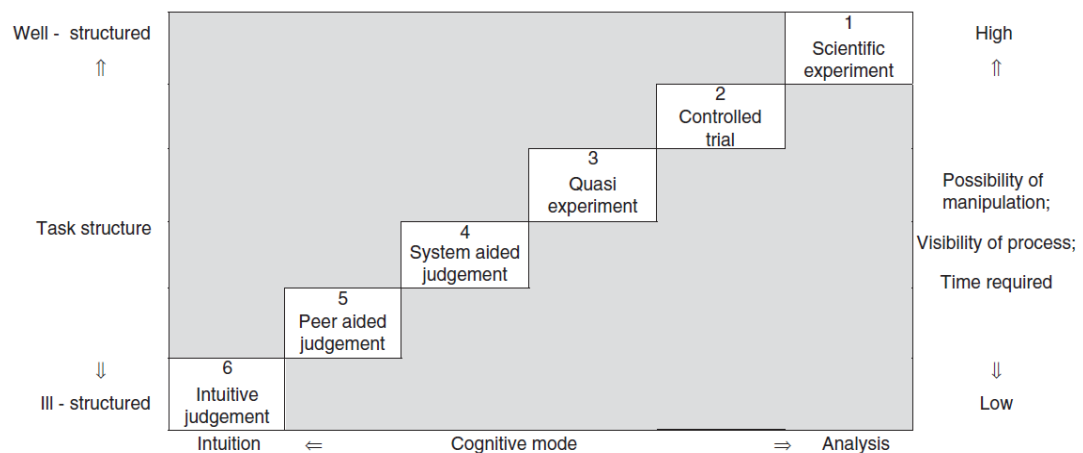 Well - structured
⇑
Task structure
⇓
Ill - structured
1
Scientific
experiment
2
Controlled
trial
3
Quasi
experiment
4
System aided
judgement
5
Peer aided
judgement
6
Intuitive
judgement
High
⇑
Possibility of
manipulation;
Visibility of process;
Time required
⇓
Low
Intuition ⇐ Cognitive mode ⇒ Analysis